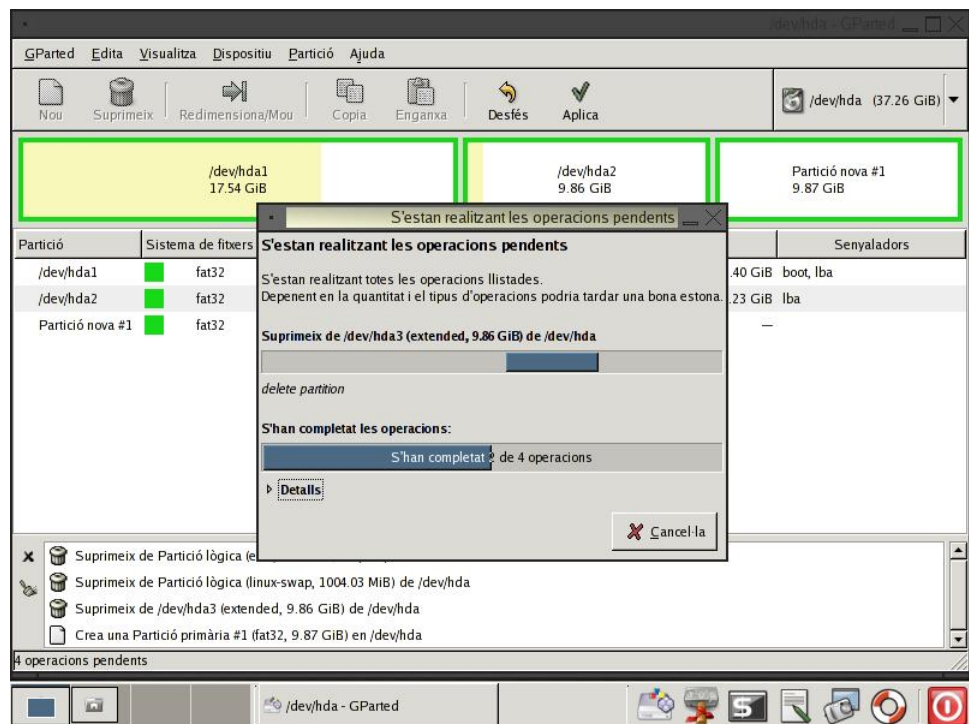 /dev/hda - GParted
GParted Edita Visualitza Dispositiu Partició Ajuda
Nou Suprimeix Redimensiona/Mou Copia Enganxa Desfés Aplica /dev/hda (37.26 GiB)
/dev/hda1
17.54 GiB
/dev/hda2
9.86 GiB
Partició nova #1
9.87 GiB
Partició Sistema de fitxers Senyaladors
/dev/hda1 fat32 .40 GiB boot, lba
/dev/hda2 fat32 .23 GiB lba
Partició nova #1 fat32 —
S'estan realitzant les operacions pendents
S'estan realitzant les operacions pendents
S'estan realitzant totes les operacions llistades.
Depenent en la quantitat i el tipus d'operacions podria tardar una bona estona.
Suprimeix de /dev/hda3 (extended, 9.86 GiB) de /dev/hda
delete partition
S'han completat les operacions:
S'han completat 2 de 4 operacions
Detalls
Cancel·la
Suprimeix de Partició lògica (e
Suprimeix de Partició lògica (linux-swap, 1004.03 MiB) de /dev/hda
Suprimeix de /dev/hda3 (extended, 9.86 GiB) de /dev/hda
Crea una Partició primària #1 (fat32, 9.87 GiB) en /dev/hda
4 operacions pendents
/dev/hda - GParted